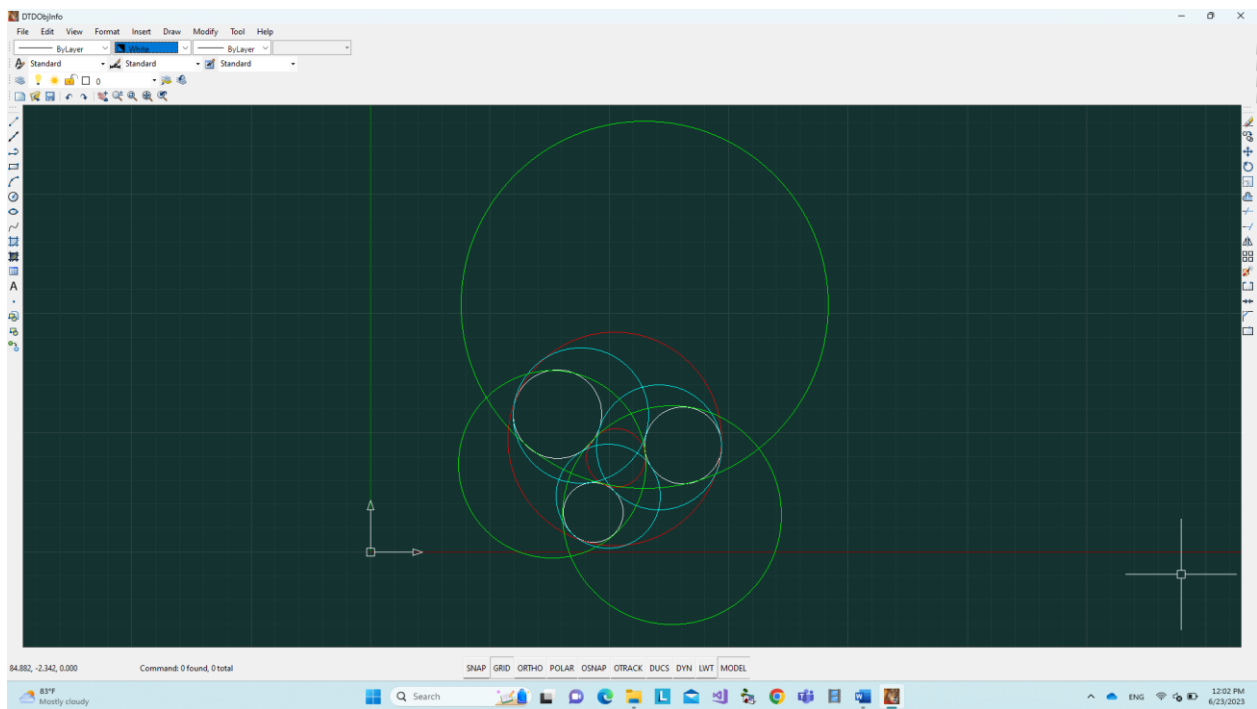 DTDObjInfo
File Edit View Format Insert Draw Modify Tool Help
ByLayer White ByLayer
Standard Standard Standard
0
A
84.882, -2.342, 0.000 Command: 0 found, 0 total SNAP GRID ORTHO POLAR OSNAP OTRACK DUCS DYN LWT MODEL
83°F Search ENG 12:02 PM
Mostly cloudy 6/23/2023